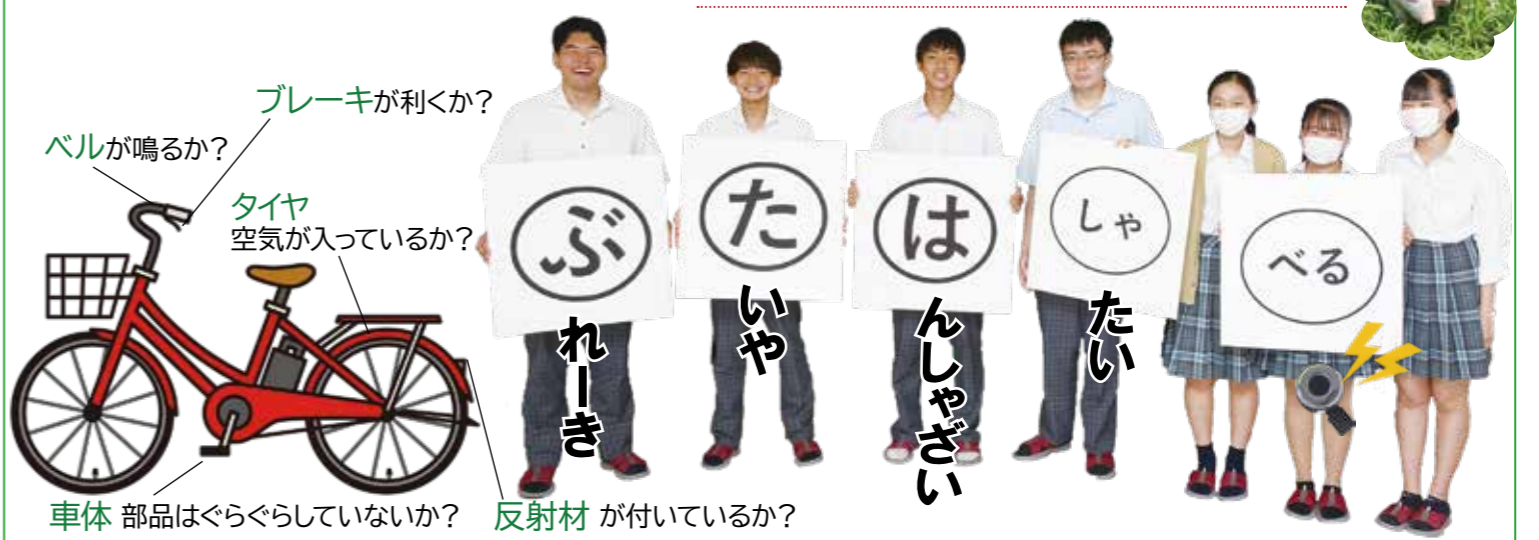 ブレーキが利くか?
ベルが鳴るか?
タイヤ
空気が入っているか?
車体 部品はぐらぐらしていないか?
反射材 が付いているか?
ぶ
れーき
た
いや
は
んしゃざい
しゃ
たい
べる